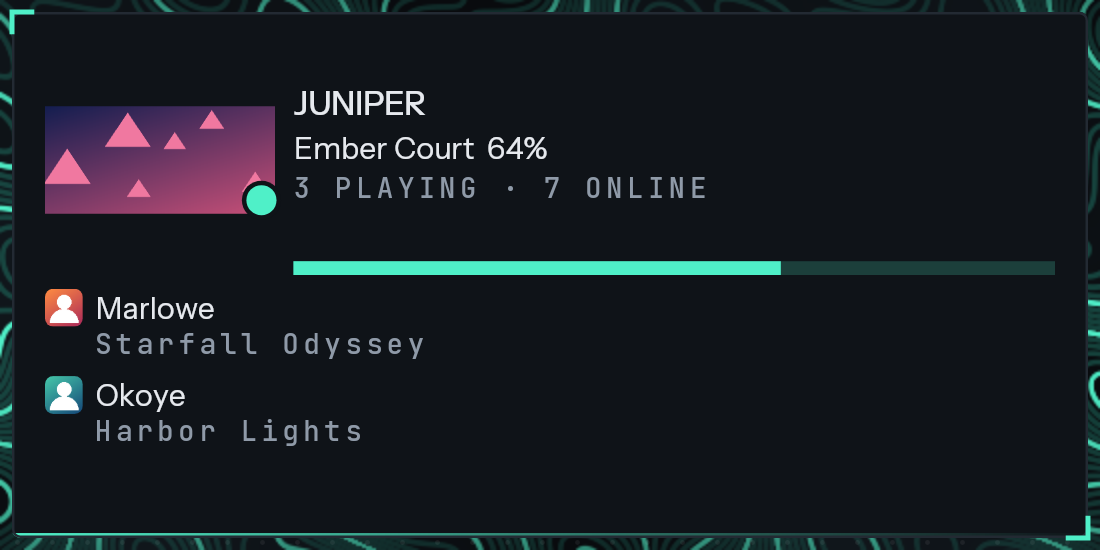 JUNIPER
Ember Court 64%
3 PLAYING · 7 ONLINE
Marlowe
Starfall Odyssey
Okoye
Harbor Lights